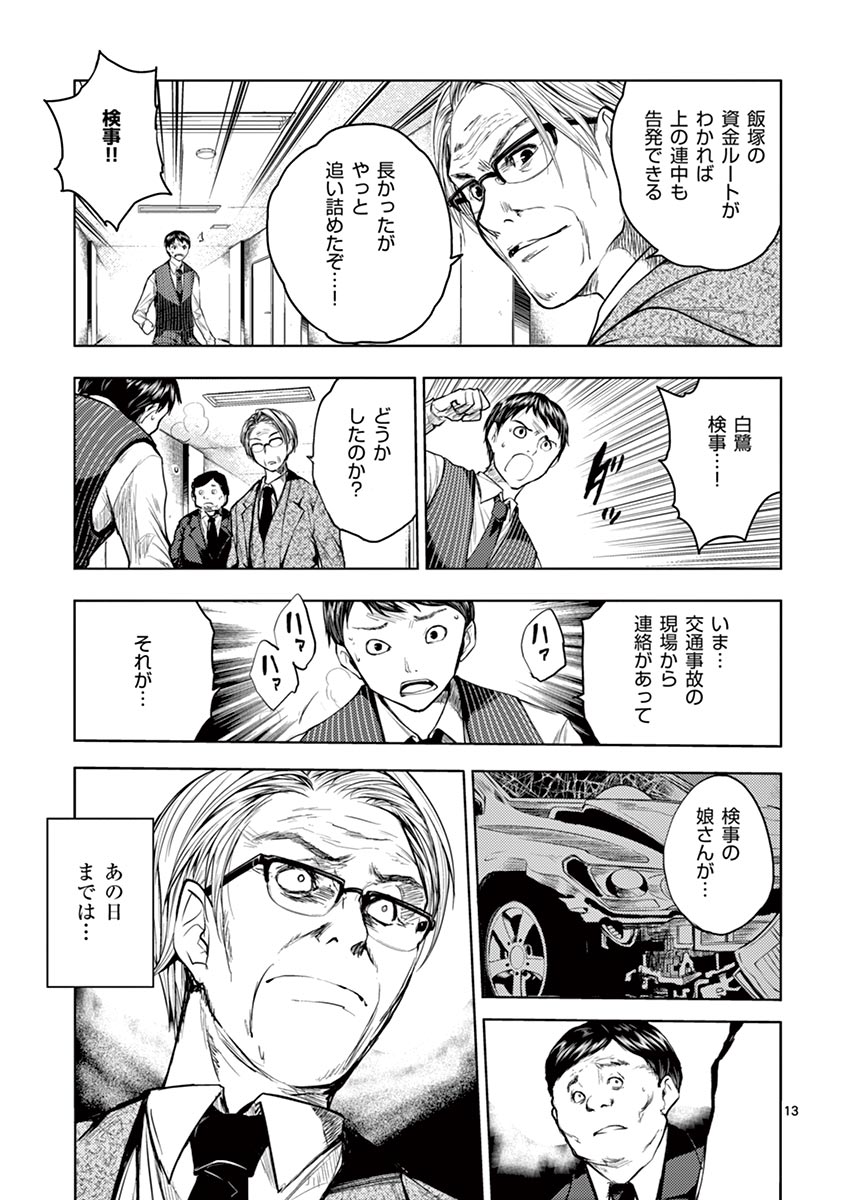 飯塚の
資金ルートが
わかれば
上の連中も
告発できる
長かったが
やっと
追い詰めたぞ…!
検事!!
白鷺
検事…!
ドドド
どうか
したのか?
いま…
交通事故の
現場から
連絡があって
ハァ
ハァ
それが…
検事の
娘さんが…
あの日
までは…
13